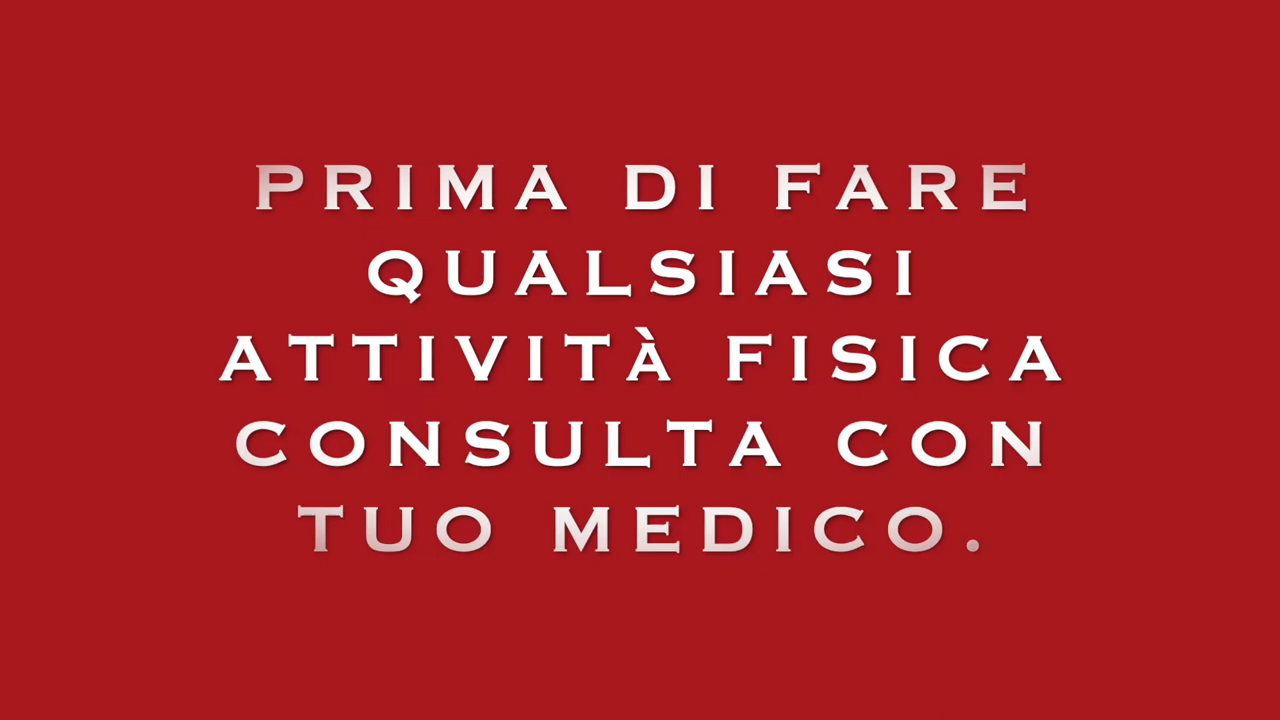 PRIMA DI FARE
QUALSIASI
ATTIVITÀ FISICA
CONSULTA CON
TUO MEDICO.